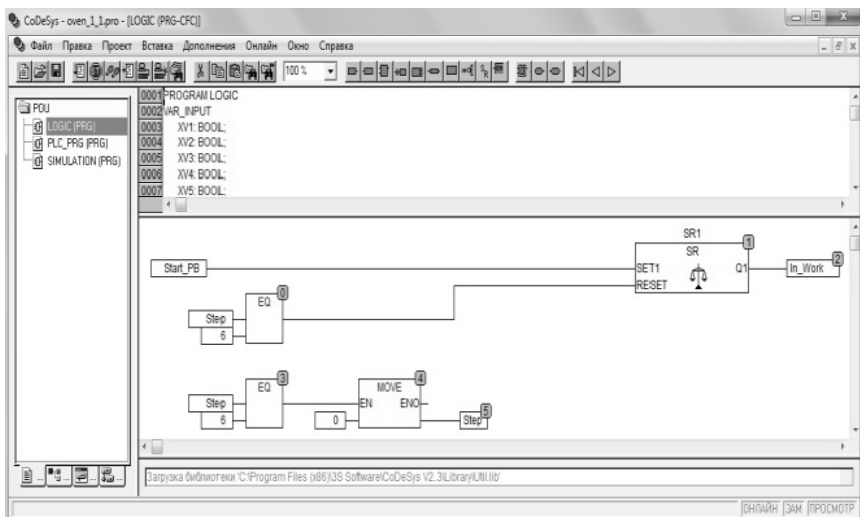 CoDeSys - oven_1_1.pro - [LOGIC (PRG-CFC)]
Файл Правка Проект Вставка Дополнения Онлайн Окно Справка
100 %
POU
LOGIC (PRG)
PLC_PRG (PRG)
SIMULATION (PRG)
0001 PROGRAM LOGIC
0002 VAR_INPUT
0003 XV1: BOOL;
0004 XV2: BOOL;
0005 XV3: BOOL;
0006 XV4: BOOL;
0007 XV5: BOOL;
SR1
SR 1
Start_PB SET1 Q1 In_Work 2
RESET
EQ 0
Step
6
EQ 3 MOVE 4
Step EN ENO
6 0 Step 5
Загрузка библиотеки 'C:\Program Files (x86)\3S Software\CoDeSys V2.3\Library\Util.lib'
ОНЛАЙН ЗАМ ПРОСМОТР